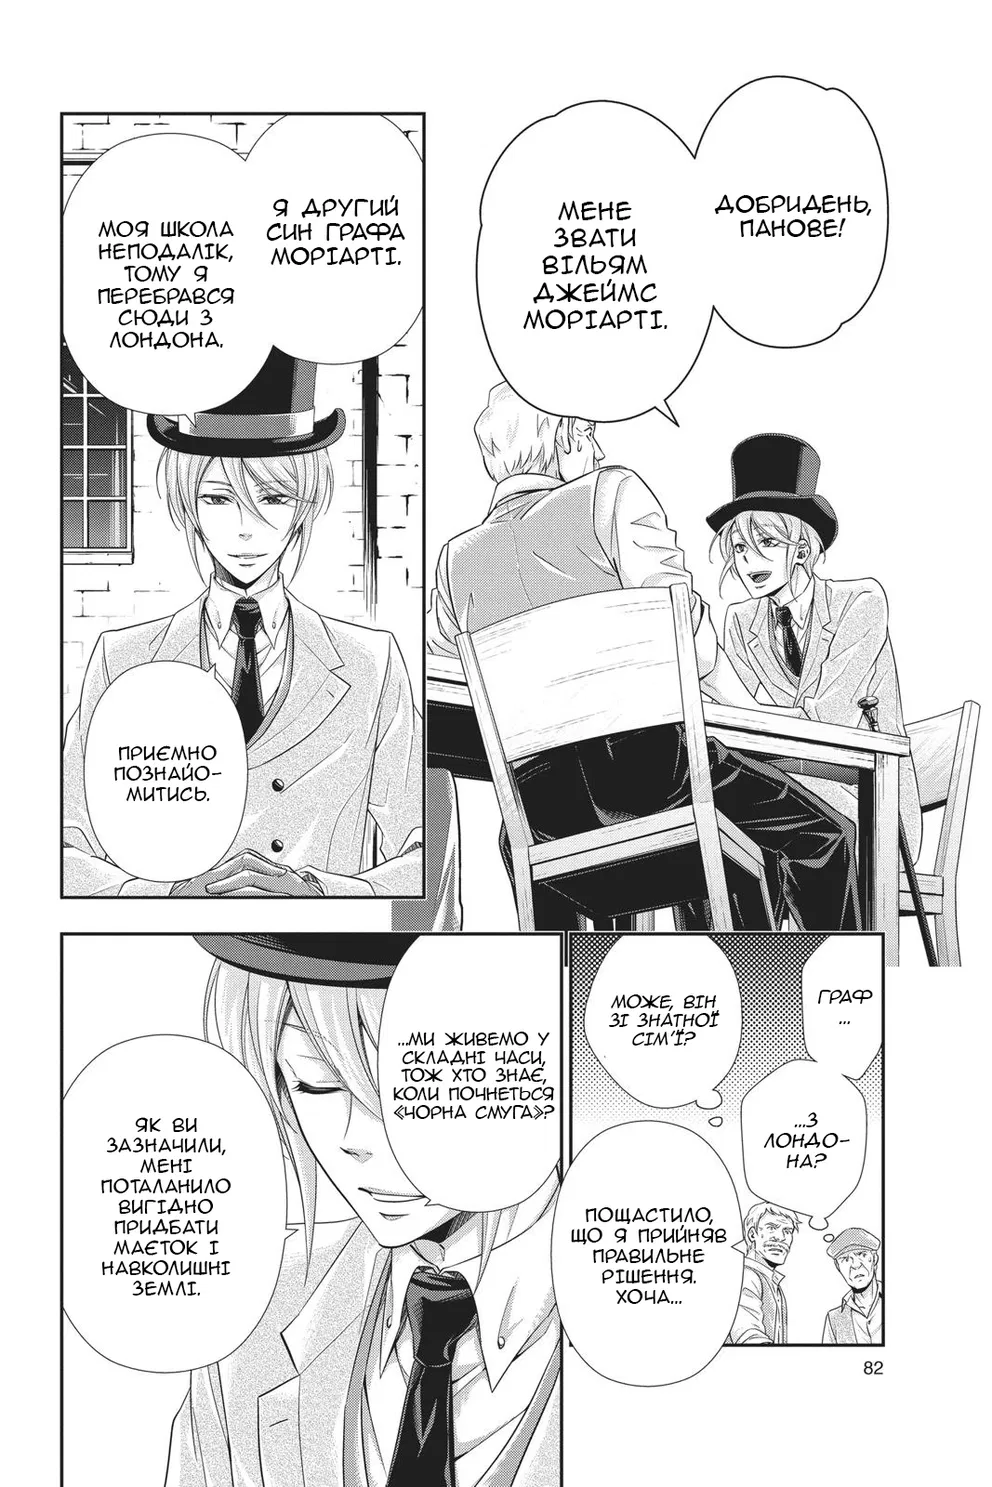 ДОБРИДЕНЬ,
ПАНОВЕ!
МЕНЕ
ЗВАТИ
ВІЛЬЯМ
ДЖЕЙМС
МОРІАРТІ.
Я ДРУГИЙ
СИН ГРАФА
МОРІАРТІ.
МОЯ ШКОЛА
НЕПОДАЛІК,
ТОМУ Я
ПЕРЕБРАВСЯ
СЮДИ З
ЛОНДОНА.
ПРИЄМНО
ПОЗНАЙО-
МИТИСЬ.
ГРАФ
...
...З
ЛОНДО-
НА?
МОЖЕ, ВІН
ЗІ ЗНАТНОЇ
СІМ'Ї?
ПОЩАСТИЛО,
ЩО Я ПРИЙНЯВ
ПРАВИЛЬНЕ
РІШЕННЯ.
ХОЧА...
...МИ ЖИВЕМО У
СКЛАДНІ ЧАСИ,
ТОЖ ХТО ЗНАЄ,
КОЛИ ПОЧНЕТЬСЯ
«ЧОРНА СМУГА»?
ЯК ВИ
ЗАЗНАЧИЛИ,
МЕНІ
ПОТАЛАНИЛО
ВИГІДНО
ПРИДБАТИ
МАЄТОК І
НАВКОЛИШНІ
ЗЕМЛІ.
82